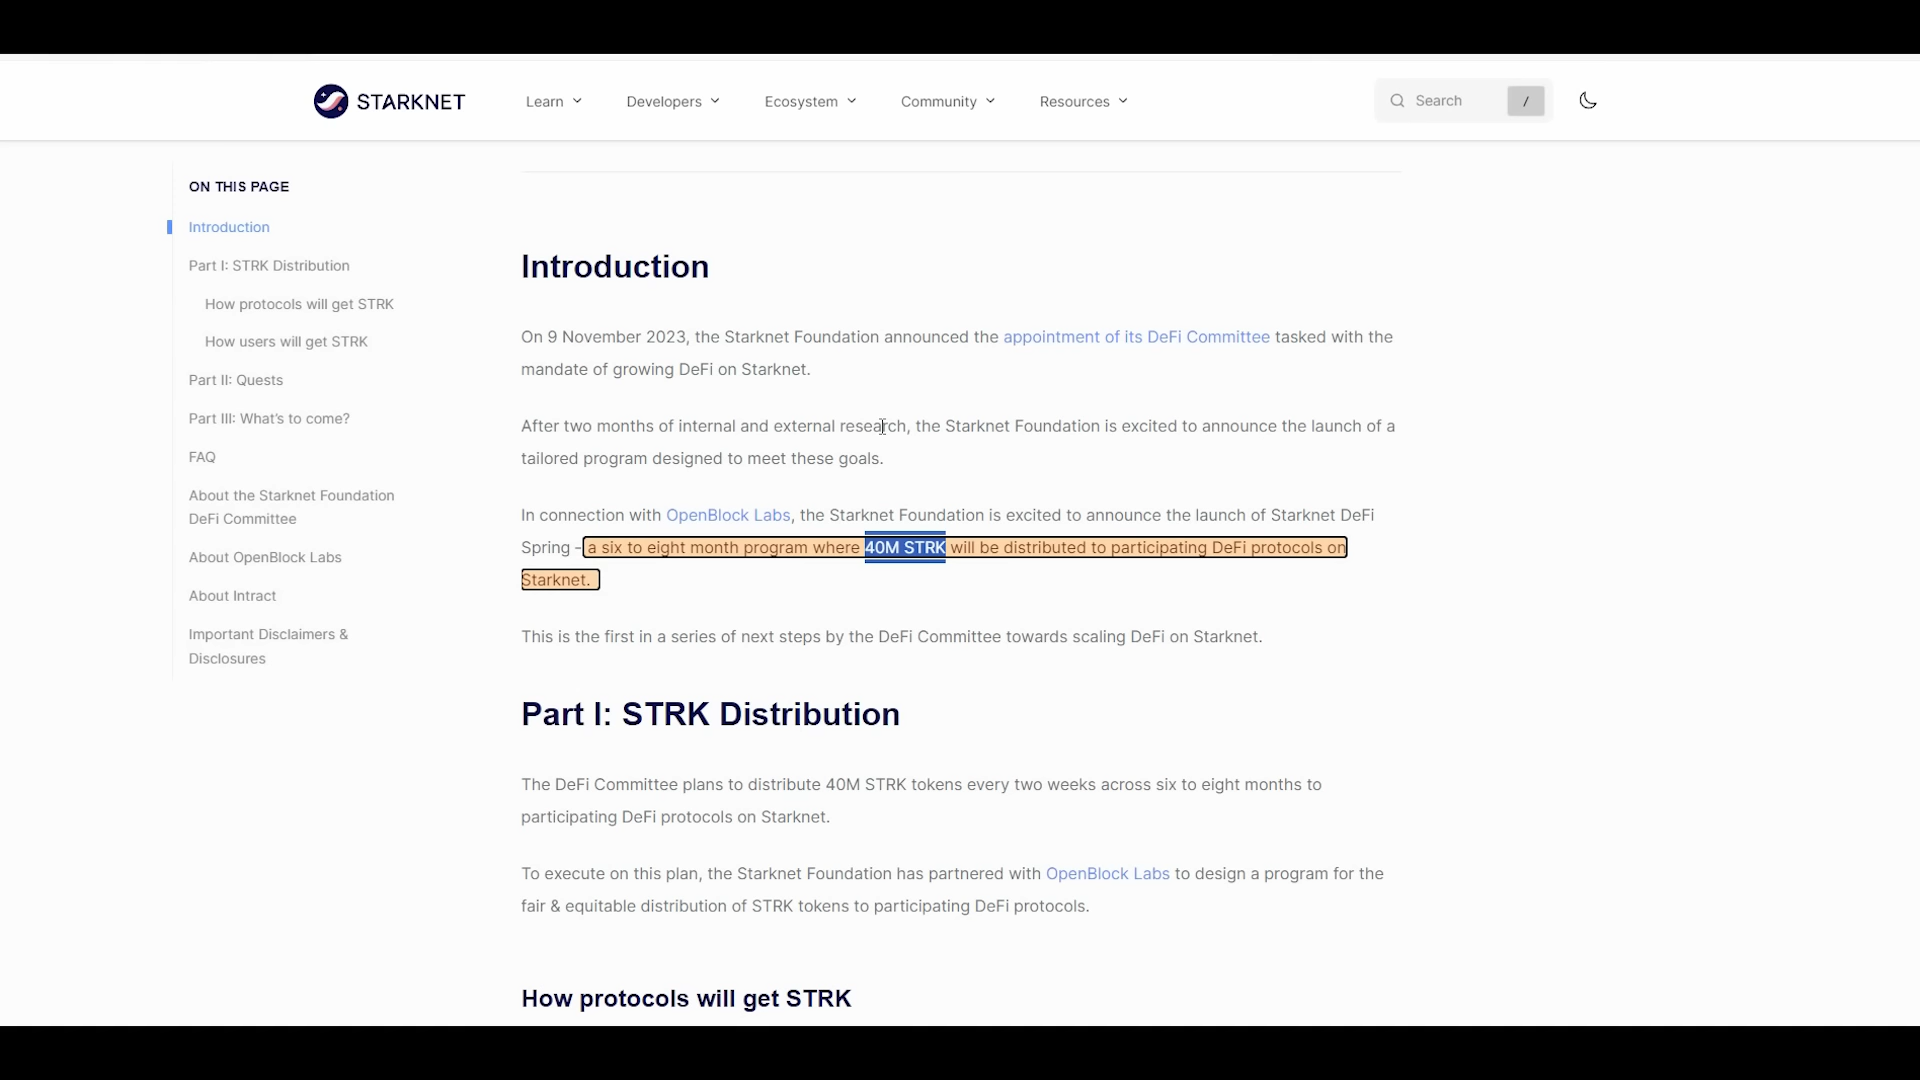 STARKNET
Learn
Developers
Ecosystem
Community
Resources
Search
/
ON THIS PAGE
Introduction
Part I: STRK Distribution
How protocols will get STRK
How users will get STRK
Part II: Quests
Part III: What's to come?
FAQ
About the Starknet Foundation
DeFi Committee
About OpenBlock Labs
About Intract
Important Disclaimers &
Disclosures
Introduction
On 9 November 2023, the Starknet Foundation announced the appointment of its DeFi Committee tasked with the
mandate of growing DeFi on Starknet.
After two months of internal and external research, the Starknet Foundation is excited to announce the launch of a
tailored program designed to meet these goals.
In connection with OpenBlock Labs, the Starknet Foundation is excited to announce the launch of Starknet DeFi
Spring - a six to eight month program where 40M STRK will be distributed to participating DeFi protocols on
Starknet.
This is the first in a series of next steps by the DeFi Committee towards scaling DeFi on Starknet.
Part I: STRK Distribution
The DeFi Committee plans to distribute 40M STRK tokens every two weeks across six to eight months to
participating DeFi protocols on Starknet.
To execute on this plan, the Starknet Foundation has partnered with OpenBlock Labs to design a program for the
fair & equitable distribution of STRK tokens to participating DeFi protocols.
How protocols will get STRK